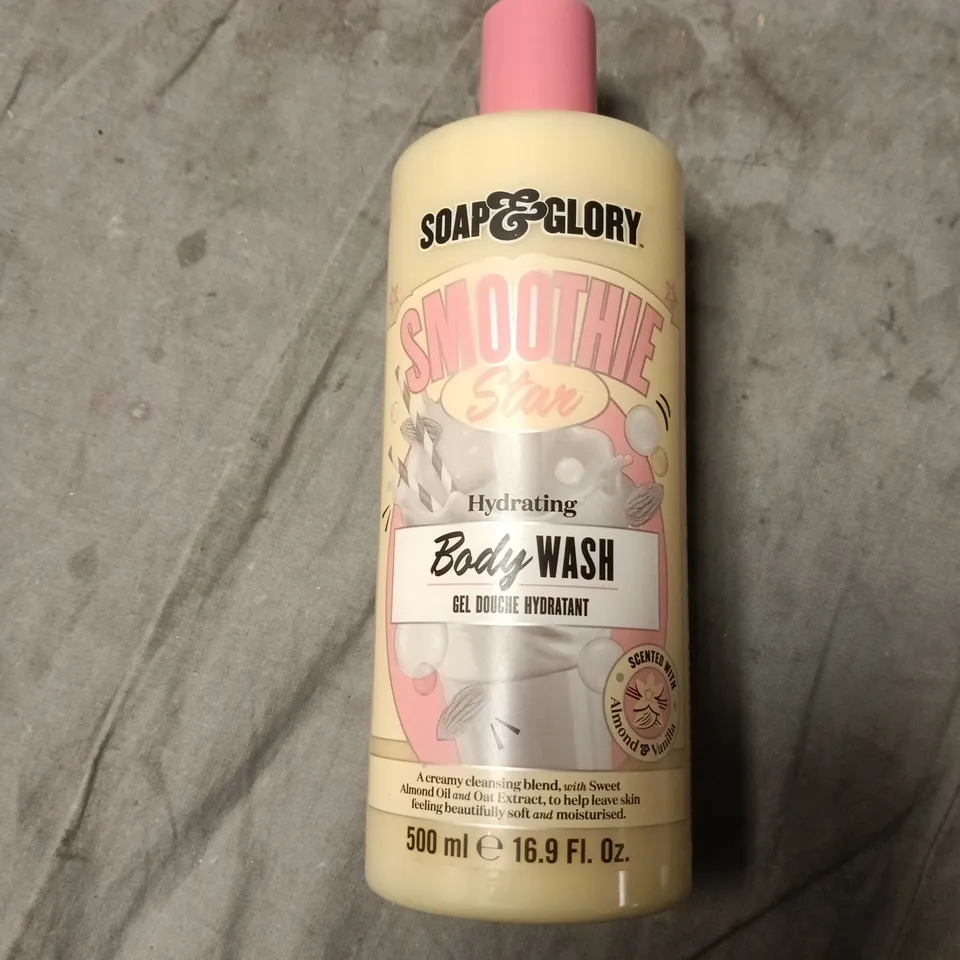 SOAP & GLORY™
SMOOTHIE
Star
Hydrating
Body WASH
GEL DOUCHE HYDRATANT
SCENTED WITH
Almond & Vanilla
A creamy cleansing blend, with Sweet
Almond Oil and Oat Extract, to help leave skin
feeling beautifully soft and moisturised.
500 ml ℮ 16.9 Fl. Oz.